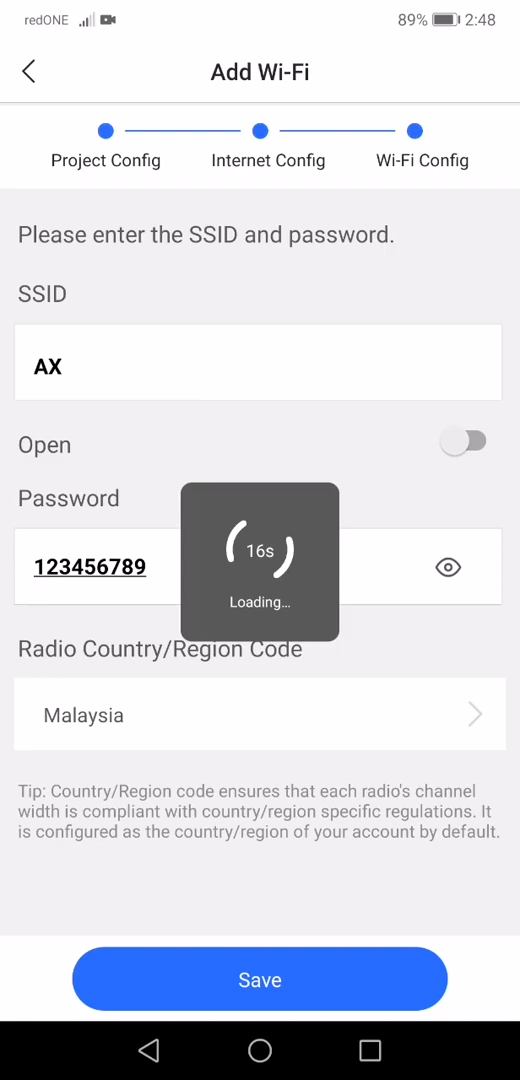 redONE 89% 2:48
Add Wi-Fi
Project Config Internet Config Wi-Fi Config
Please enter the SSID and password.
SSID
AX
Open
Password
123456789
16s
Loading...
Radio Country/Region Code
Malaysia
Tip: Country/Region code ensures that each radio's channel
width is compliant with country/region specific regulations. It
is configured as the country/region of your account by default.
Save